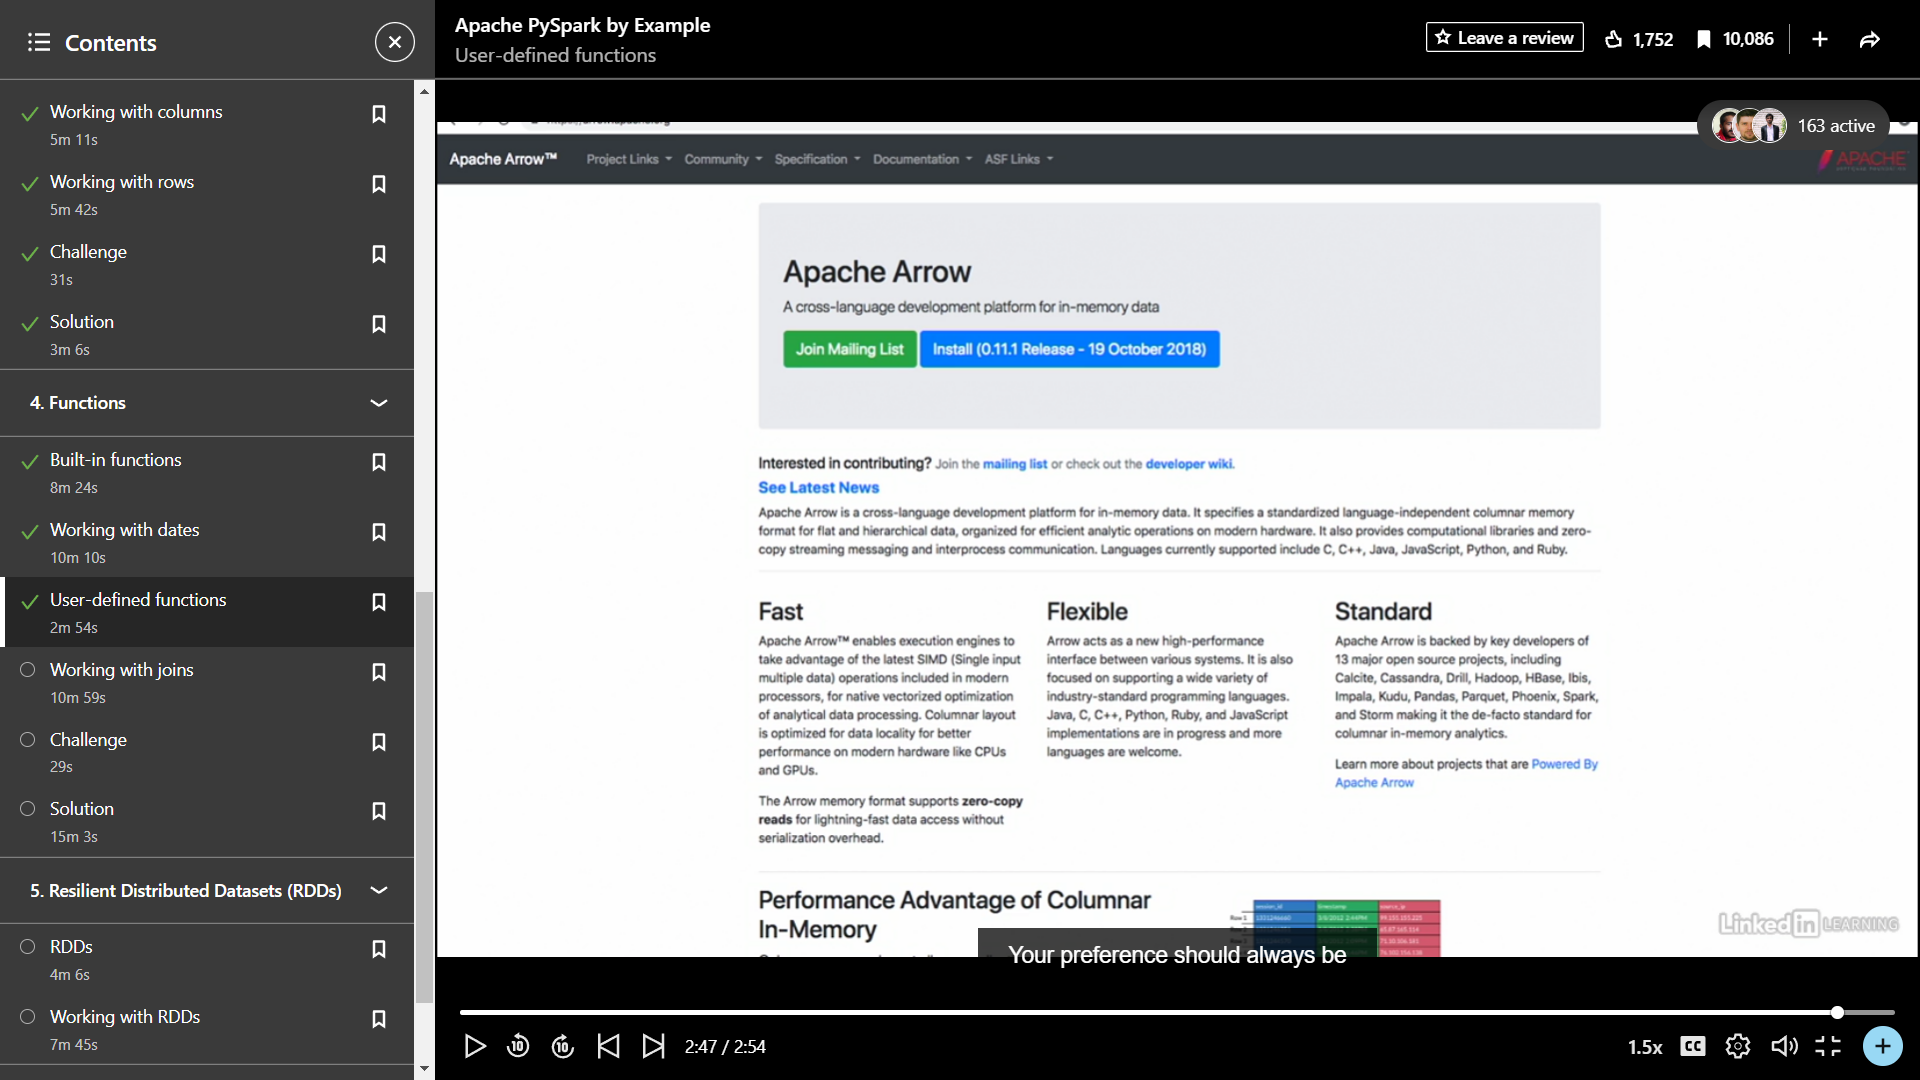 Contents
Working with columns
5m 11s
Working with rows
5m 42s
Challenge
31s
Solution
3m 6s
4. Functions
Built-in functions
8m 24s
Working with dates
10m 10s
User-defined functions
2m 54s
Working with joins
10m 59s
Challenge
29s
Solution
15m 3s
5. Resilient Distributed Datasets (RDDs)
RDDs
4m 6s
Working with RDDs
7m 45s
Apache PySpark by Example
User-defined functions
Leave a review
1,752
10,086
163 active
Apache Arrow™ Project Links Community Specification Documentation ASF Links
APACHE
Apache Arrow
A cross-language development platform for in-memory data
Join Mailing List
Install (0.11.1 Release - 19 October 2018)
Interested in contributing? Join the mailing list or check out the developer wiki.
See Latest News
Apache Arrow is a cross-language development platform for in-memory data. It specifies a standardized language-independent columnar memory
format for flat and hierarchical data, organized for efficient analytic operations on modern hardware. It also provides computational libraries and zero-
copy streaming messaging and interprocess communication. Languages currently supported include C, C++, Java, JavaScript, Python, and Ruby.
Fast
Apache Arrow™ enables execution engines to
take advantage of the latest SIMD (Single input
multiple data) operations included in modern
processors, for native vectorized optimization
of analytical data processing. Columnar layout
is optimized for data locality for better
performance on modern hardware like CPUs
and GPUs.
The Arrow memory format supports zero-copy
reads for lightning-fast data access without
serialization overhead.
Flexible
Arrow acts as a new high-performance
interface between various systems. It is also
focused on supporting a wide variety of
industry-standard programming languages.
Java, C, C++, Python, Ruby, and JavaScript
implementations are in progress and more
languages are welcome.
Standard
Apache Arrow is backed by key developers of
13 major open source projects, including
Calcite, Cassandra, Drill, Hadoop, HBase, Ibis,
Impala, Kudu, Pandas, Parquet, Phoenix, Spark,
and Storm making it the de-facto standard for
columnar in-memory analytics.
Learn more about projects that are Powered By
Apache Arrow
Performance Advantage of Columnar
In-Memory
session_id timestamp source_ip
Row 1
Your preference should always be
Linked in LEARNING
10
10
2:47 / 2:54
1.5x
CC